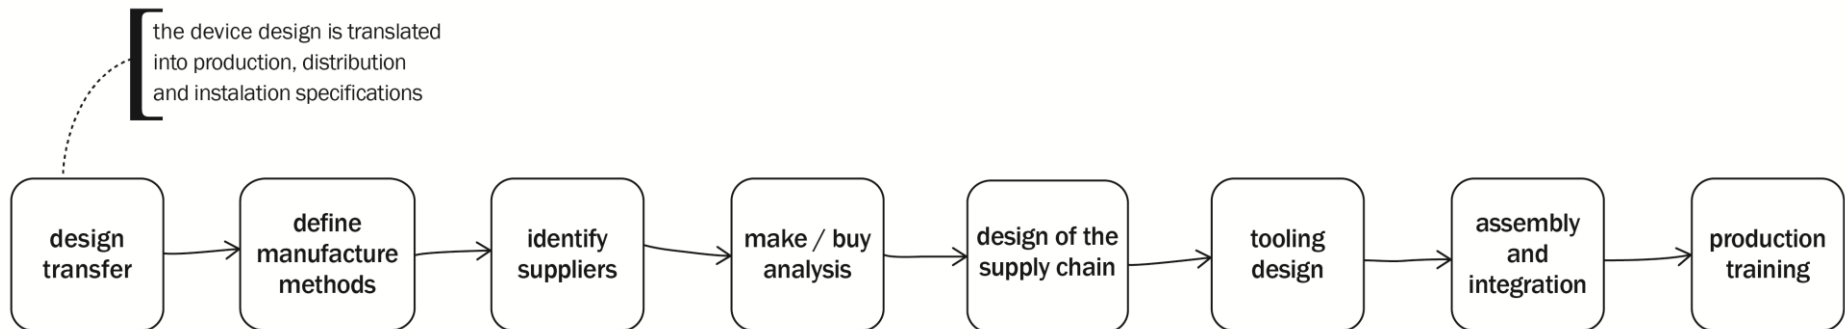 the device design is translated
into production, distribution
and instalation specifications
design
transfer
define
manufacture
methods
identify
suppliers
make / buy
analysis
design of the
supply chain
tooling
design
assembly
and
integration
production
training